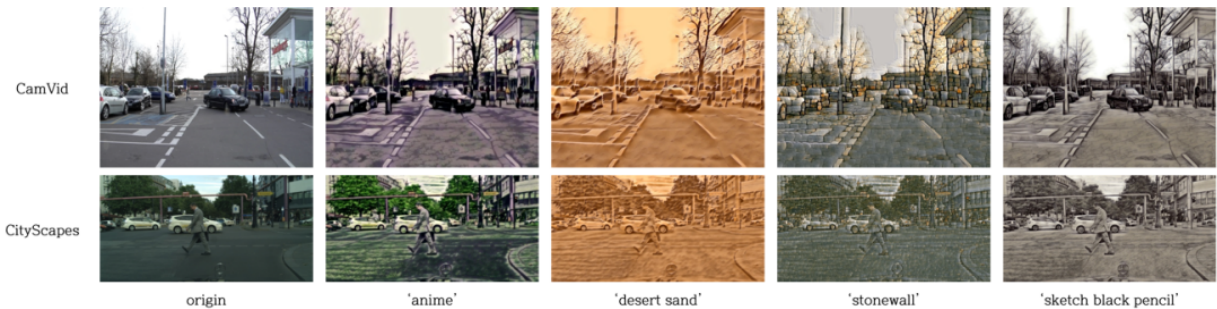 CamVid
CityScapes
origin
‘anime’
‘desert sand’
‘stonewall’
‘sketch black pencil’